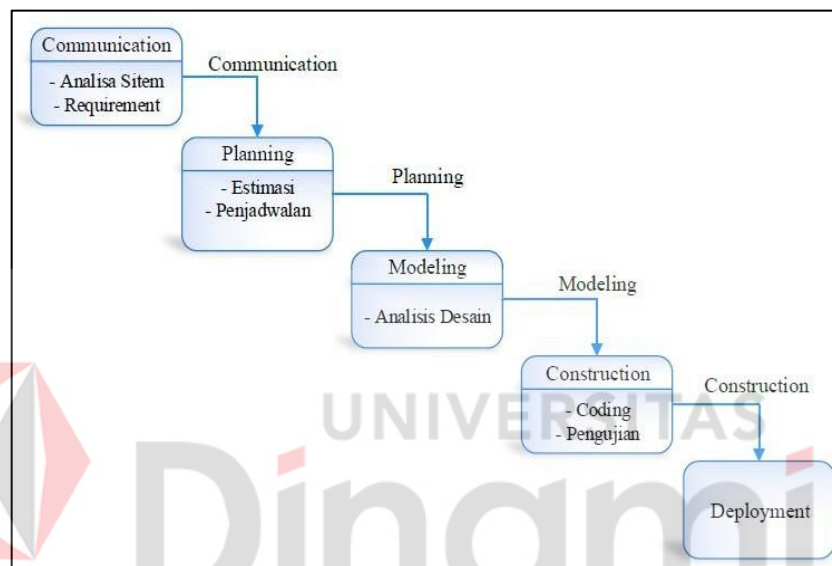 Communication
- Analisa Sitem
- Requirement
Communication
Planning
- Estimasi
- Penjadwalan
Planning
Modeling
- Analisis Desain
Modeling
Construction
- Coding
- Pengujian
Construction
Deployment
UNIVERSITAS
Dinami